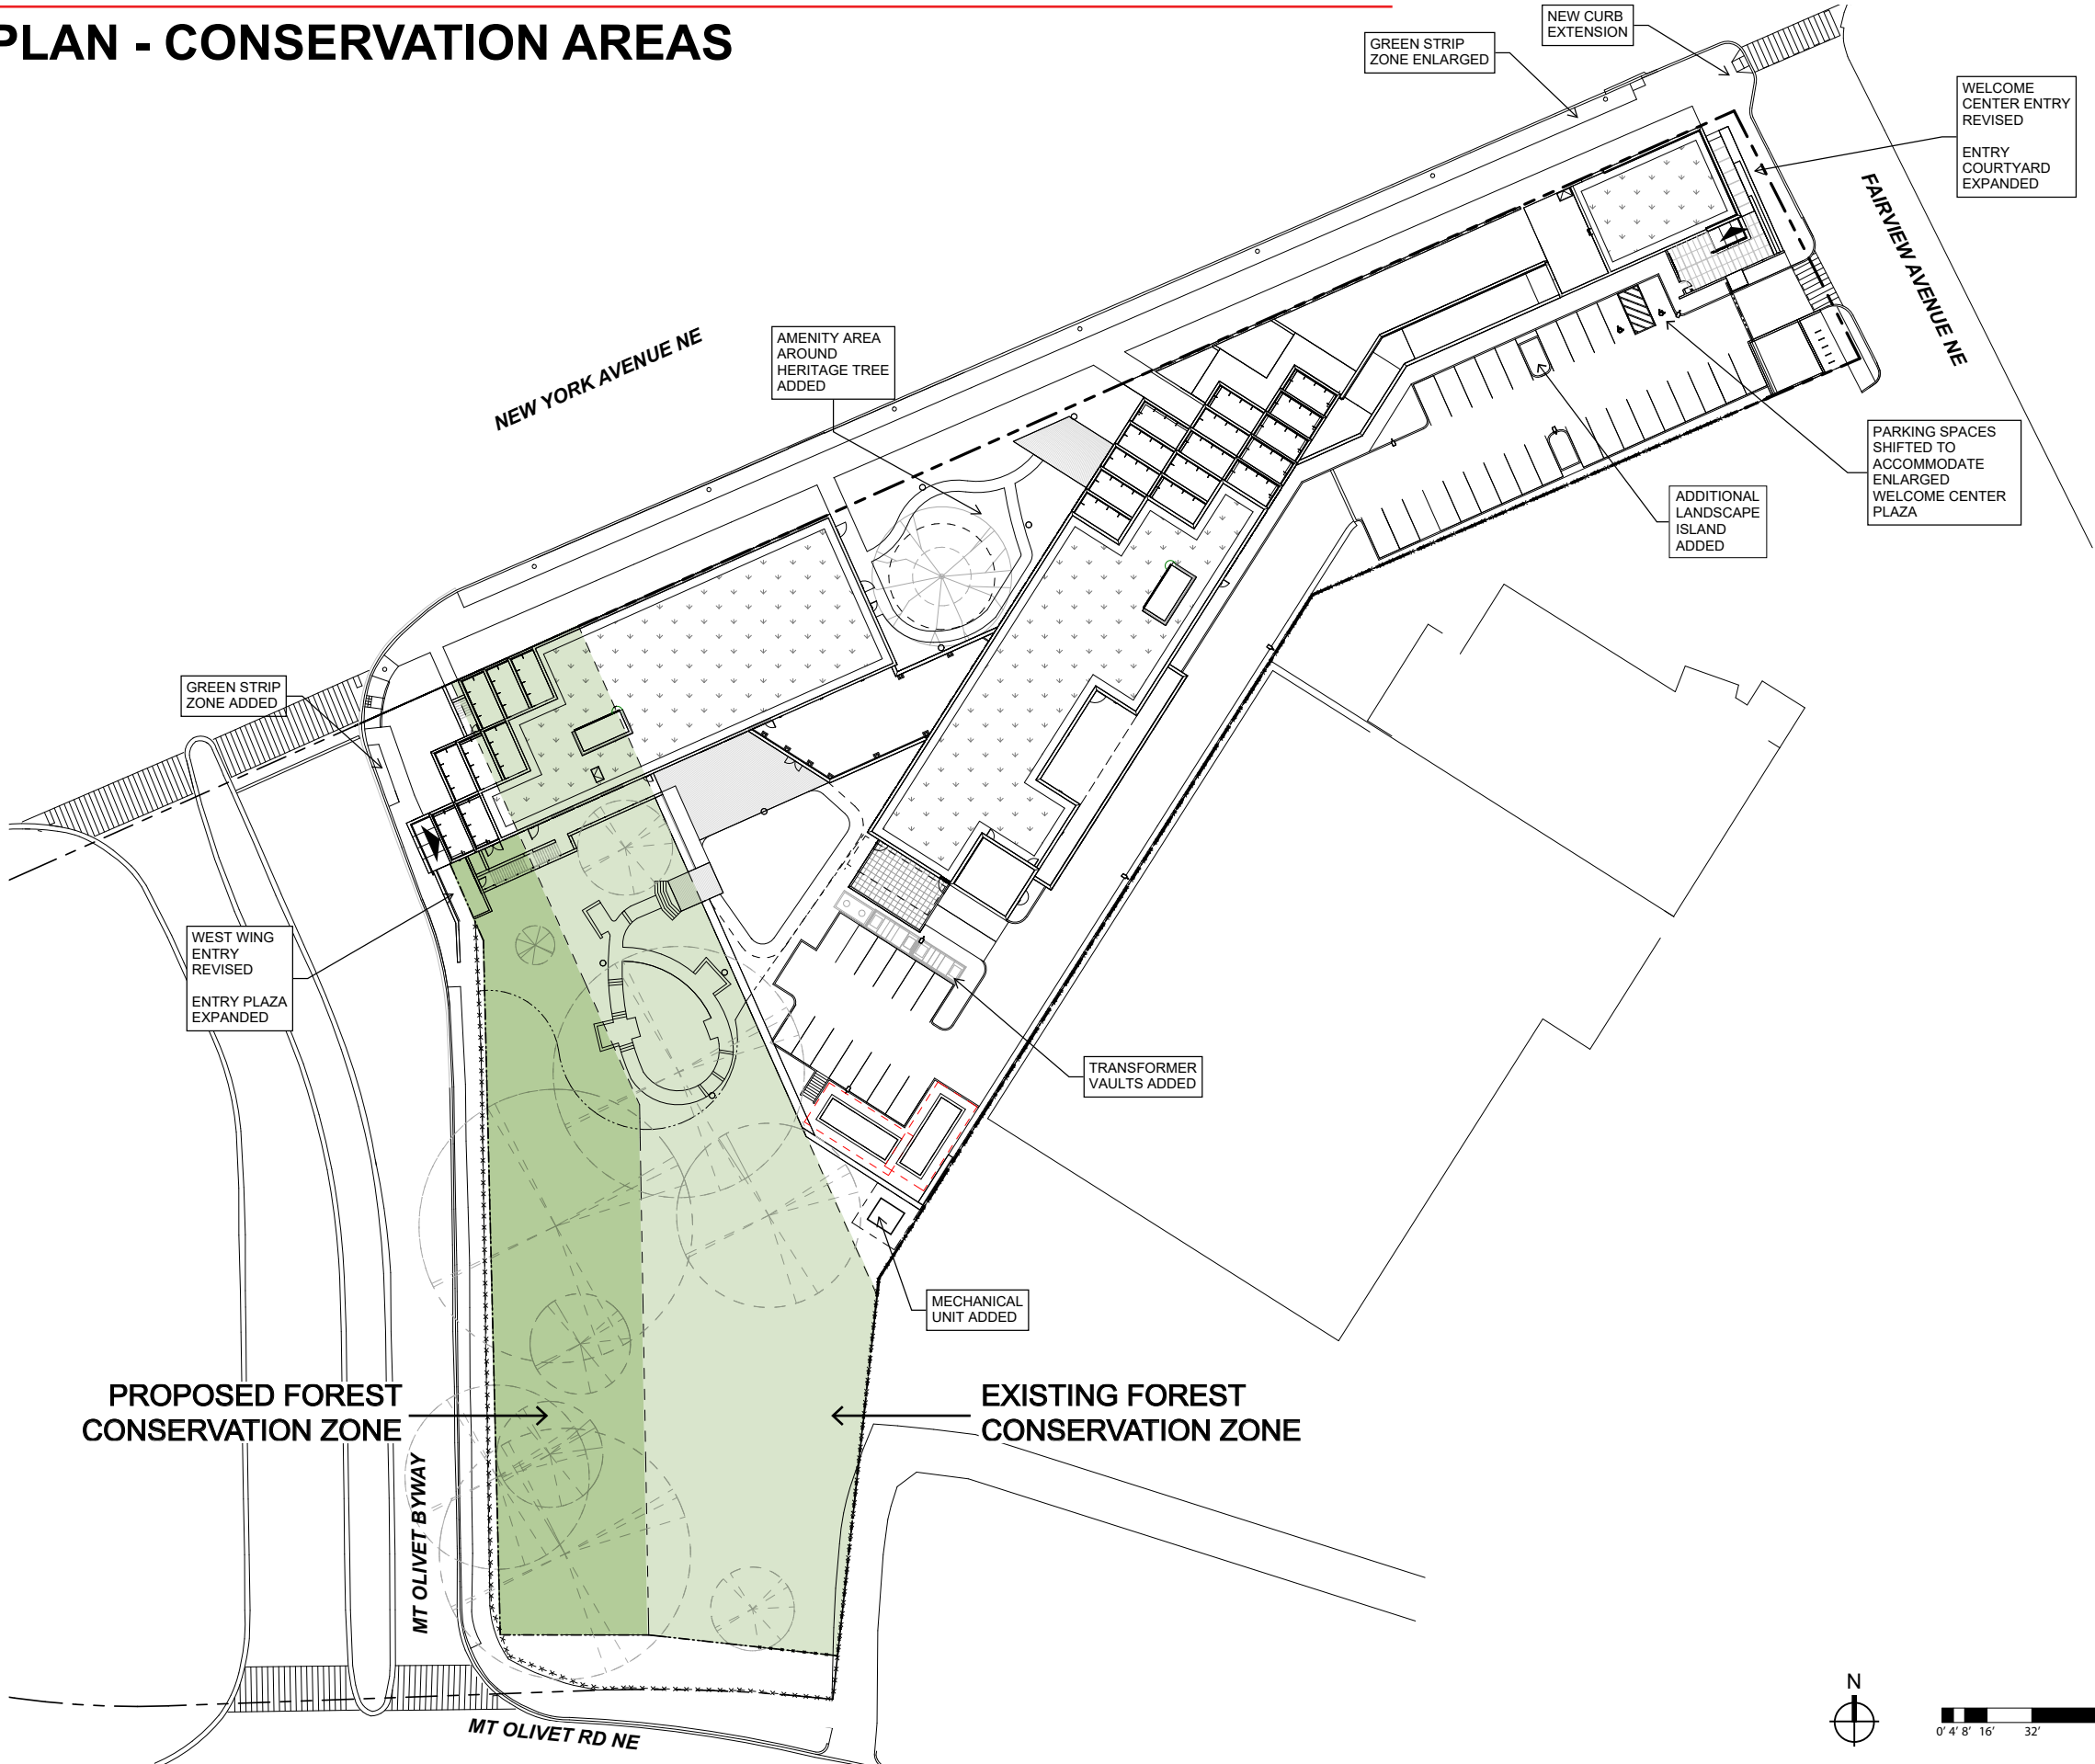 PLAN - CONSERVATION AREAS
NEW CURB
EXTENSION
GREEN STRIP
ZONE ENLARGED
WELCOME
CENTER ENTRY
REVISED
ENTRY
COURTYARD
EXPANDED
FAIRVIEW AVENUE NE
NEW YORK AVENUE NE
AMENITY AREA
AROUND
HERITAGE TREE
ADDED
PARKING SPACES
SHIFTED TO
ACCOMMODATE
ENLARGED
WELCOME CENTER
PLAZA
ADDITIONAL
LANDSCAPE
ISLAND
ADDED
GREEN STRIP
ZONE ADDED
WEST WING
ENTRY
REVISED
ENTRY PLAZA
EXPANDED
TRANSFORMER
VAULTS ADDED
MECHANICAL
UNIT ADDED
PROPOSED FOREST
CONSERVATION ZONE
EXISTING FOREST
CONSERVATION ZONE
MT OLIVET BYWAY
MT OLIVET RD NE
N
0' 4' 8' 16' 32'